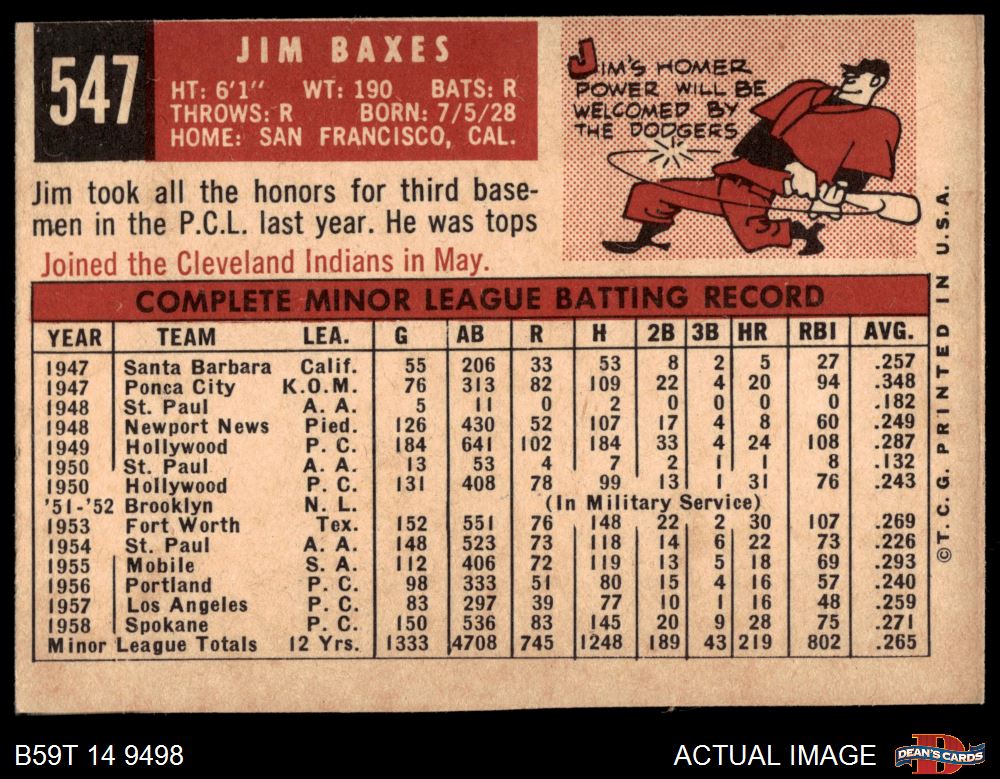 547
JIM BAXES
HT: 6'1" WT: 190 BATS: R
THROWS: R BORN: 7/5/28
HOME: SAN FRANCISCO, CAL.
JIM'S HOMER
POWER WILL BE
WELCOMED BY
THE DODGERS
Jim took all the honors for third base-
men in the P.C.L. last year. He was tops
Joined the Cleveland Indians in May.
COMPLETE MINOR LEAGUE BATTING RECORD
YEAR TEAM LEA. G AB R H 2B 3B HR RBI AVG.
1947 Santa Barbara Calif. 55 206 33 53 8 2 5 27 .257
1947 Ponca City K.O.M. 76 313 82 109 22 4 20 94 .348
1948 St. Paul A. A. 5 11 0 2 0 0 0 0 .182
1948 Newport News Pied. 126 430 52 107 17 4 8 60 .249
1949 Hollywood P. C. 184 641 102 184 33 4 24 108 .287
1950 St. Paul A. A. 13 53 4 7 2 1 1 8 .132
1950 Hollywood P. C. 131 408 78 99 13 1 31 76 .243
'51-'52 Brooklyn N. L. (In Military Service)
1953 Fort Worth Tex. 152 551 76 148 22 2 30 107 .269
1954 St. Paul A. A. 148 523 73 118 14 6 22 73 .226
1955 Mobile S. A. 112 406 72 119 13 5 18 69 .293
1956 Portland P. C. 98 333 51 80 15 4 16 57 .240
1957 Los Angeles P. C. 83 297 39 77 10 1 16 48 .259
1958 Spokane P. C. 150 536 83 145 20 9 28 75 .271
Minor League Totals 12 Yrs. 1333 4708 745 1248 189 43 219 802 .265
©T. C. G. PRINTED IN U.S.A.
B59T 14 9498
ACTUAL IMAGE
D
DEAN'S CARDS